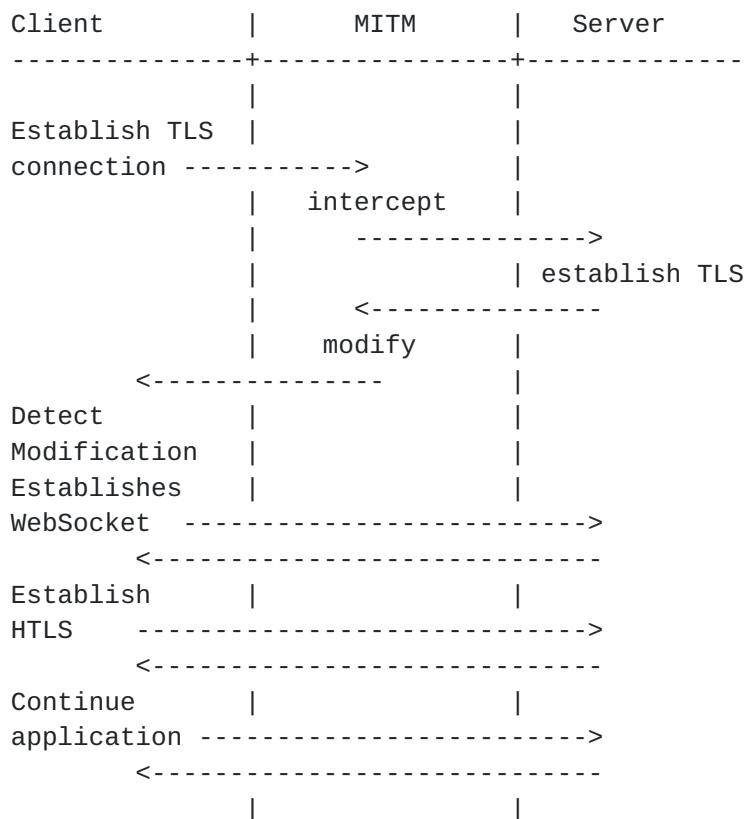 Client         |      MITM      |   Server
---------------+----------------+--------------
               |                |
Establish TLS  |                |
connection ----------->         |
               |   intercept    |
               |      --------------->
               |                | establish TLS
               |      <---------------
               |    modify      |
        <---------------        |
Detect         |                |
Modification   |                |
Establishes    |                |
WebSocket  -------------------------->
        <-----------------------------
Establish      |                |
HTLS    ----------------------------->
        <-----------------------------
Continue       |                |
application ------------------------->
        <-----------------------------
               |                |